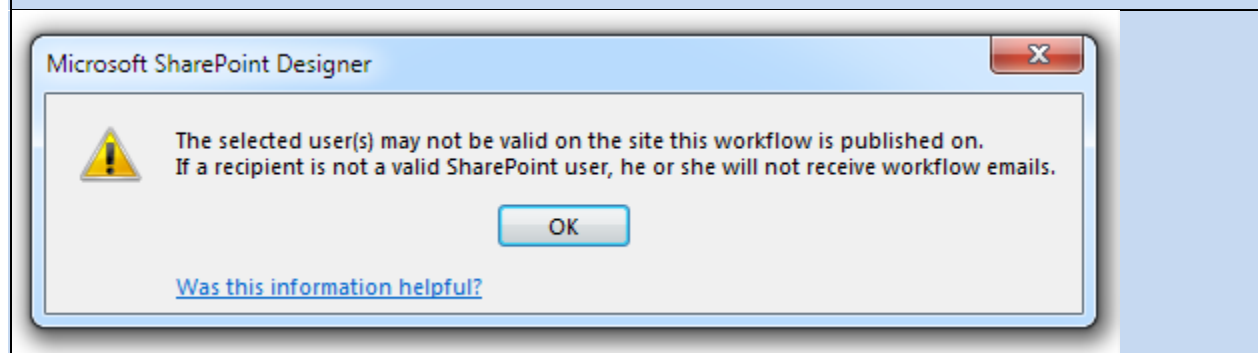 Microsoft SharePoint Designer
The selected user(s) may not be valid on the site this workflow is published on.
If a recipient is not a valid SharePoint user, he or she will not receive workflow emails.
OK
Was this information helpful?